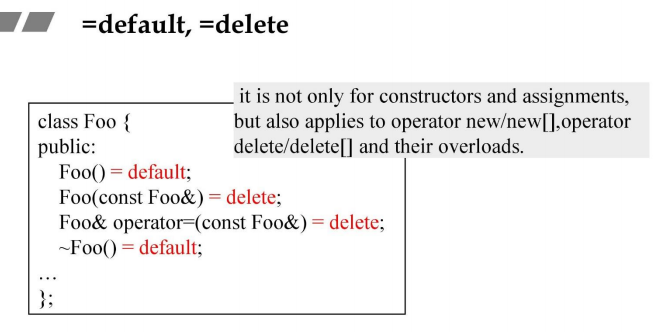 =default, =delete
it is not only for constructors and assignments,
but also applies to operator new/new[],operator
delete/delete[] and their overloads.
class Foo {
public:
Foo() = default;
Foo(const Foo&) = delete;
Foo& operator=(const Foo&) = delete;
~Foo() = default;
...
};